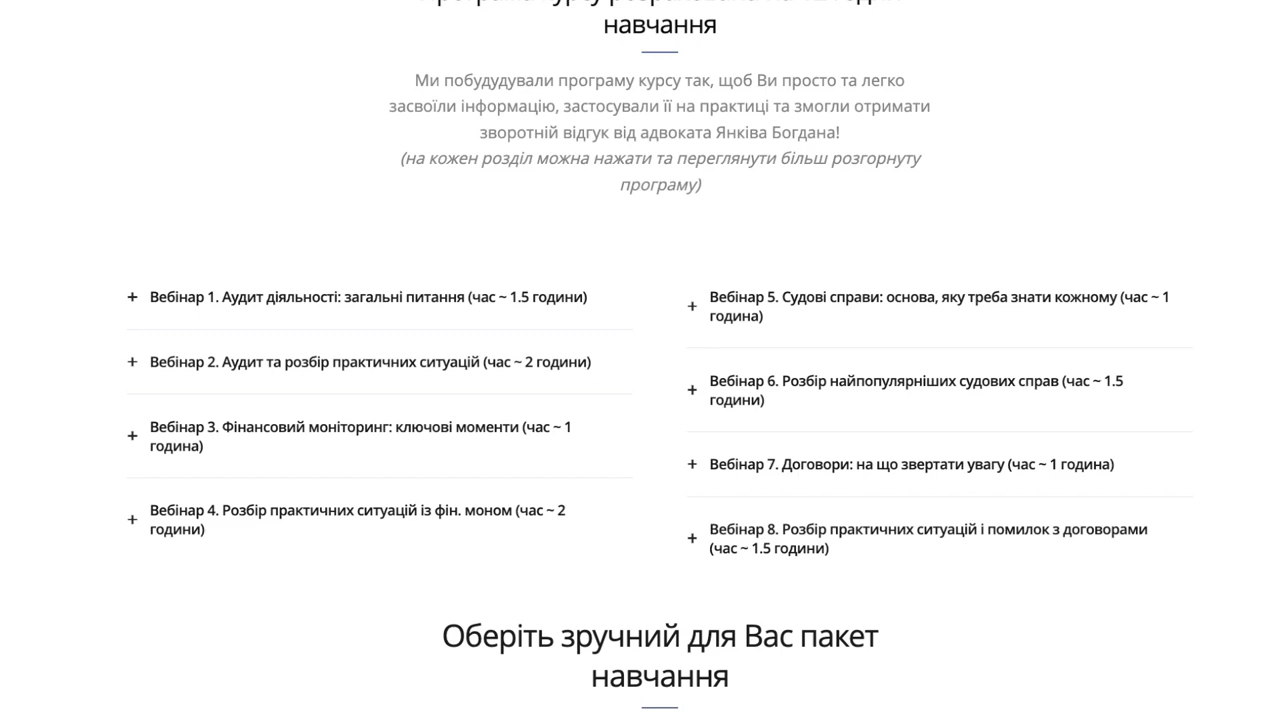 навчання
Ми побудудували програму курсу так, щоб Ви просто та легко
засвоїли інформацію, застосували її на практиці та змогли отримати
зворотній відгук від адвоката Янківа Богдана!
(на кожен розділ можна нажати та переглянути більш розгорнуту
програму)
+ Вебінар 1. Аудит діяльності: загальні питання (час ~ 1.5 години)
+ Вебінар 2. Аудит та розбір практичних ситуацій (час ~ 2 години)
+ Вебінар 3. Фінансовий моніторинг: ключові моменти (час ~ 1
година)
+ Вебінар 4. Розбір практичних ситуацій із фін. моном (час ~ 2
години)
+ Вебінар 5. Судові справи: основа, яку треба знати кожному (час ~ 1
година)
+ Вебінар 6. Розбір найпопулярніших судових справ (час ~ 1.5
години)
+ Вебінар 7. Договори: на що звертати увагу (час ~ 1 година)
+ Вебінар 8. Розбір практичних ситуацій і помилок з договорами
(час ~ 1.5 години)
Оберіть зручний для Вас пакет
навчання